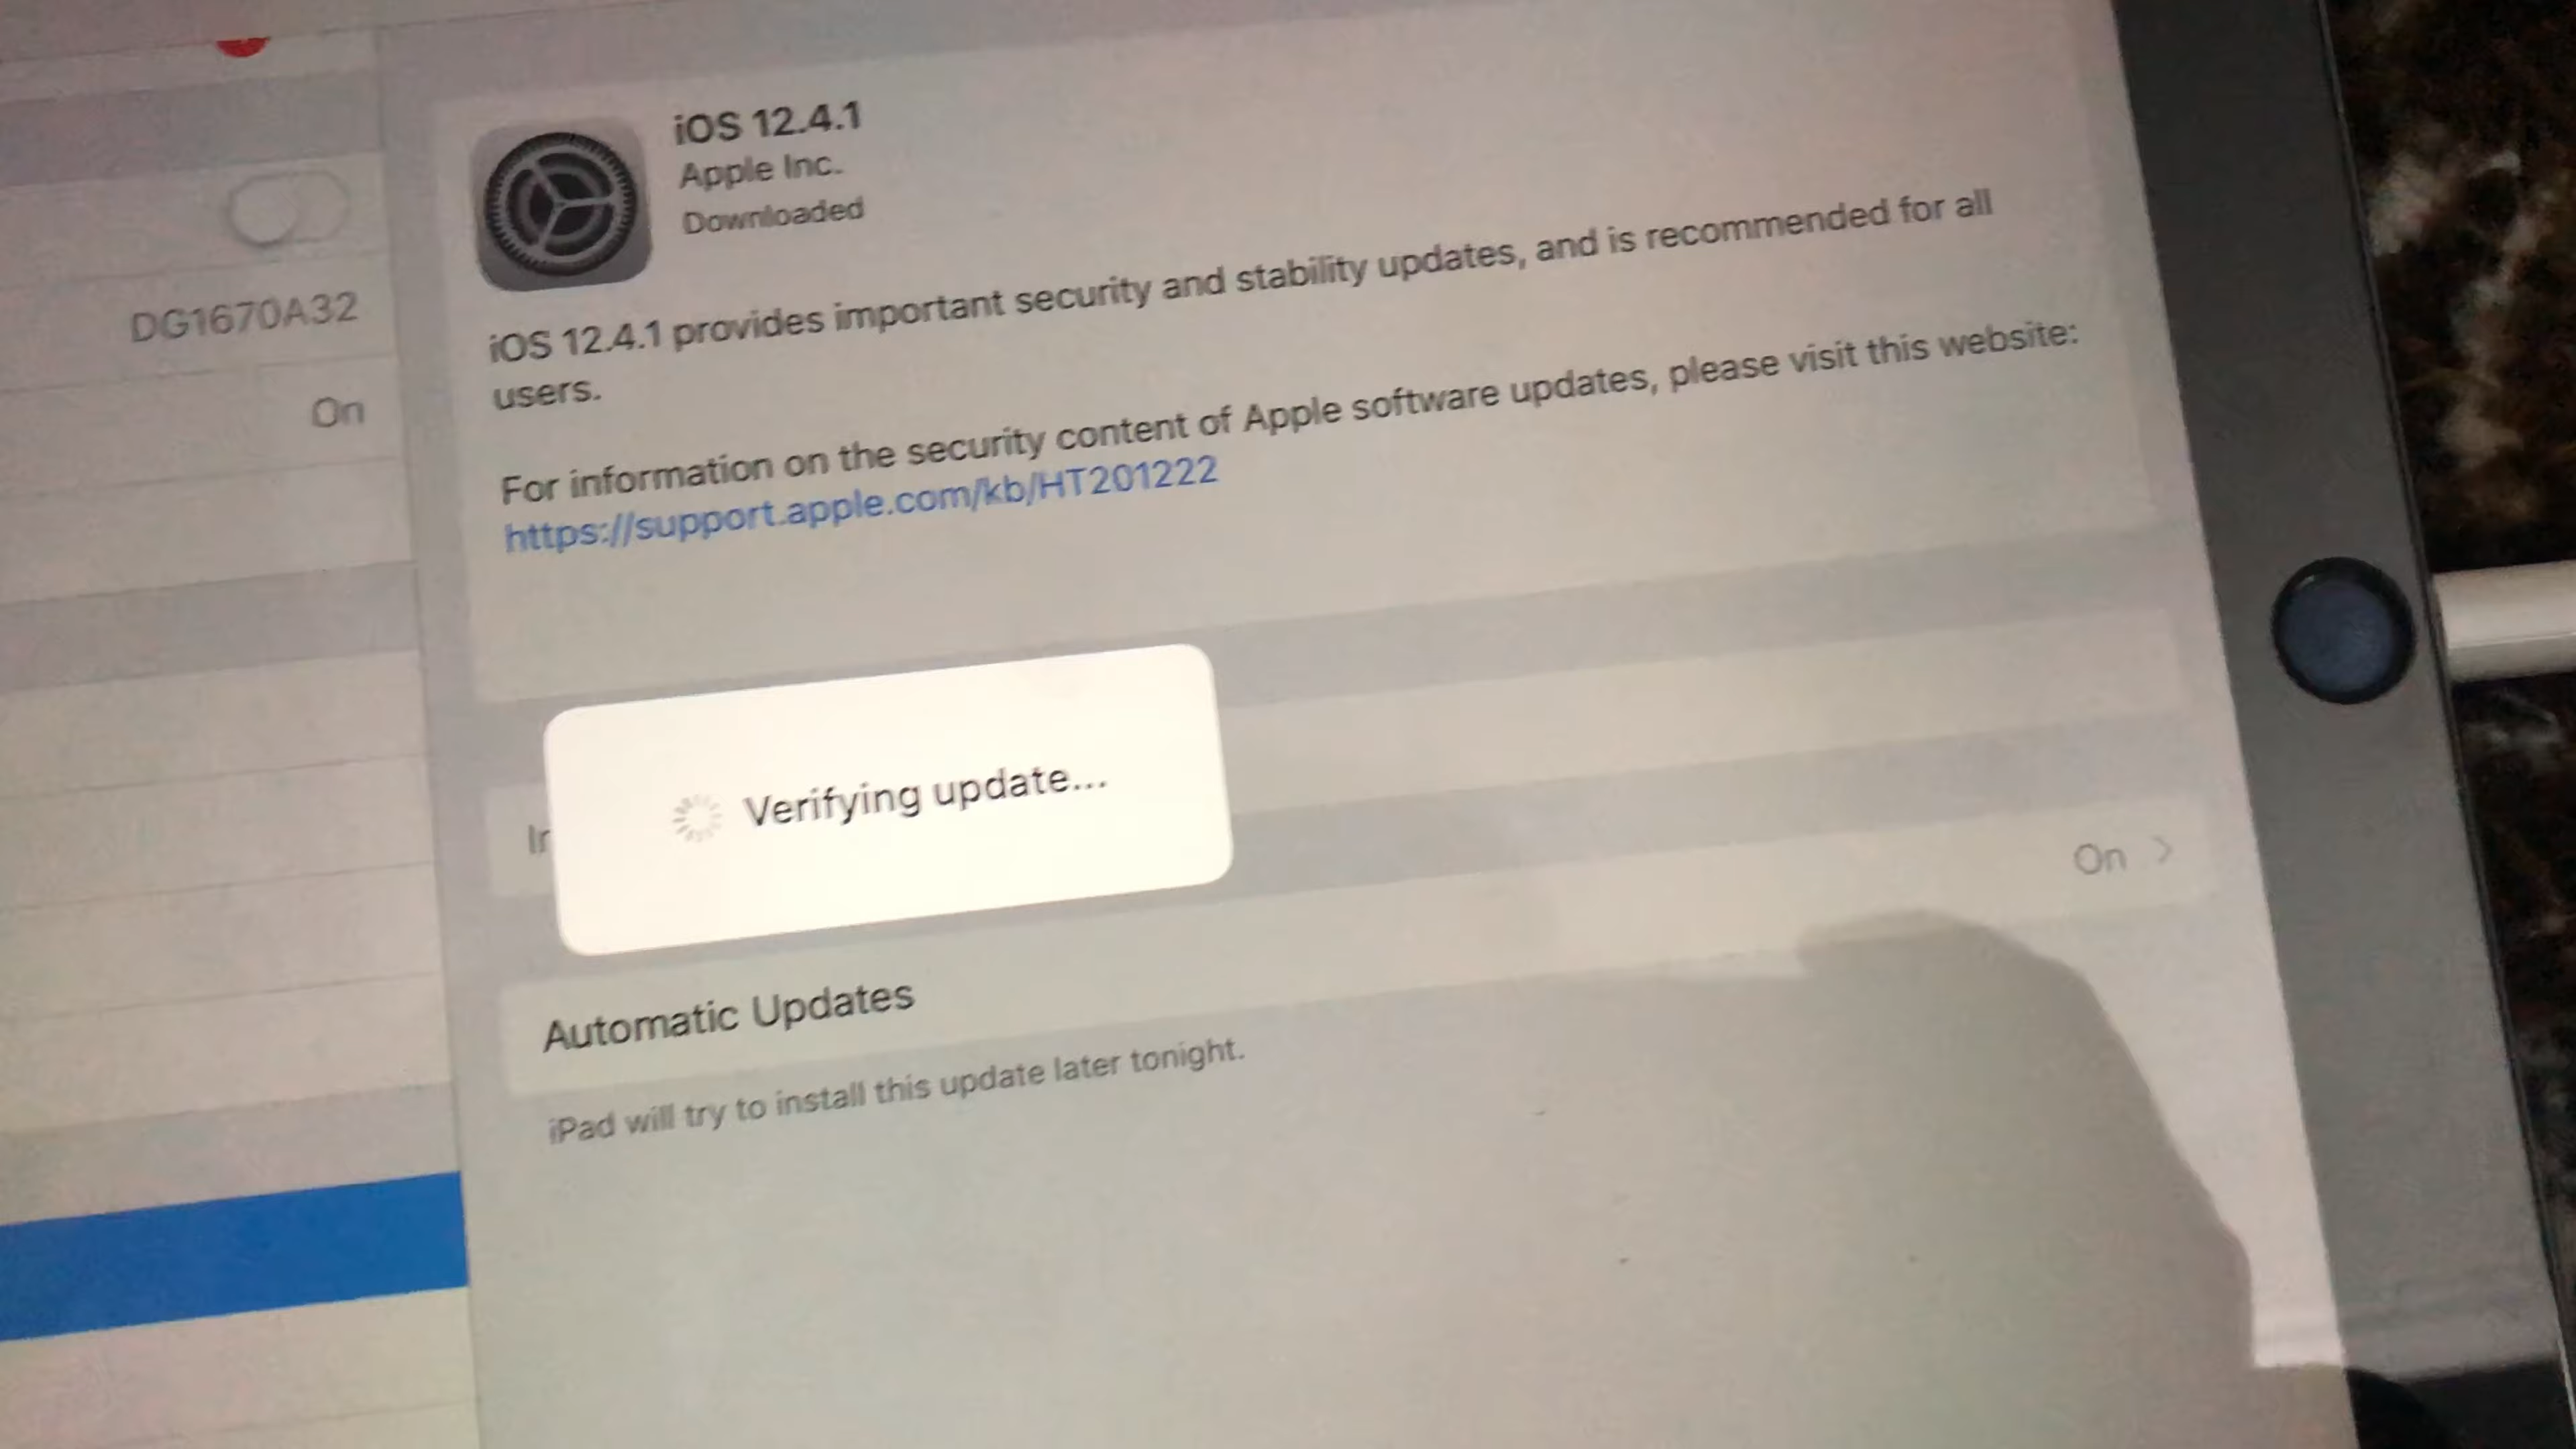 iOS 12.4.1
Apple Inc.
Downloaded
iOS 12.4.1 provides important security and stability updates, and is recommended for all
users.
For information on the security content of Apple software updates, please visit this website:
https://support.apple.com/kb/HT201222
DG1670A32
On
Verifying update...
Automatic Updates
On
iPad will try to install this update later tonight.